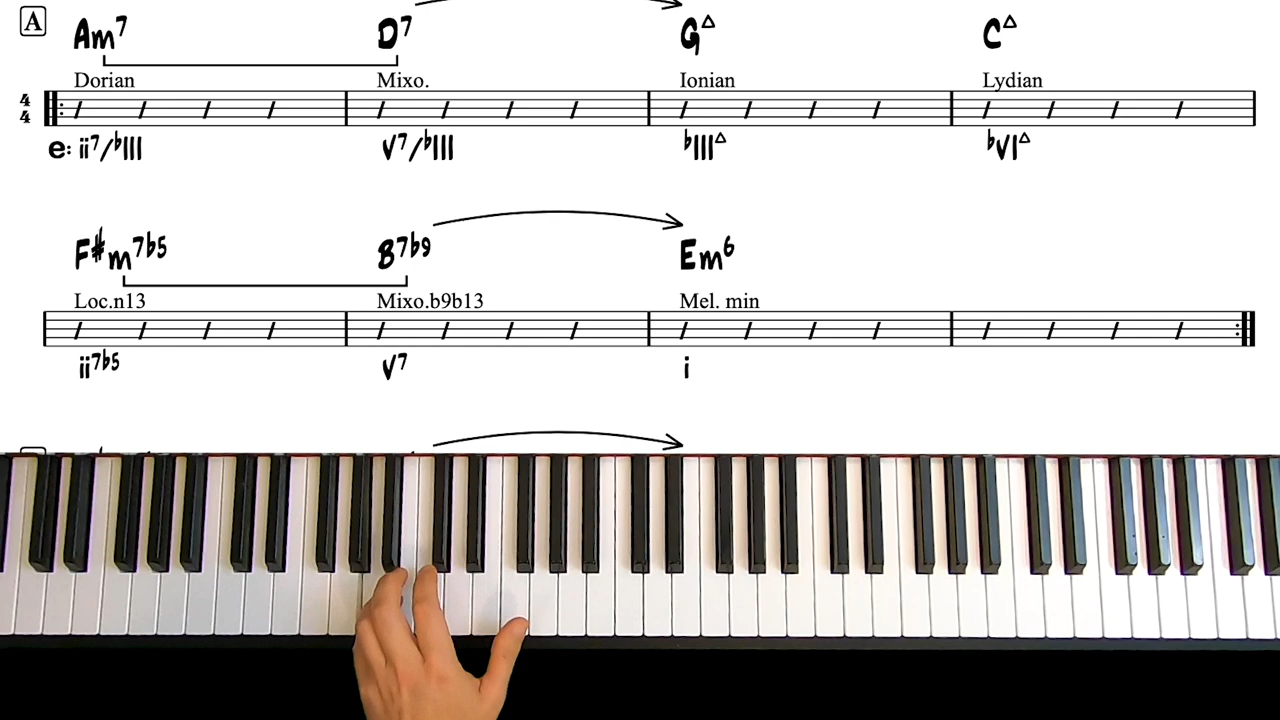 A
Am7 D7 G△ C△
Dorian Mixo. Ionian Lydian
4
4
e: ii7/♭III V7/♭III ♭III△ ♭VI△
F#m7♭5 B7♭9 Em6
Loc.n13 Mixo.b9b13 Mel. min
ii7♭5 V7 i